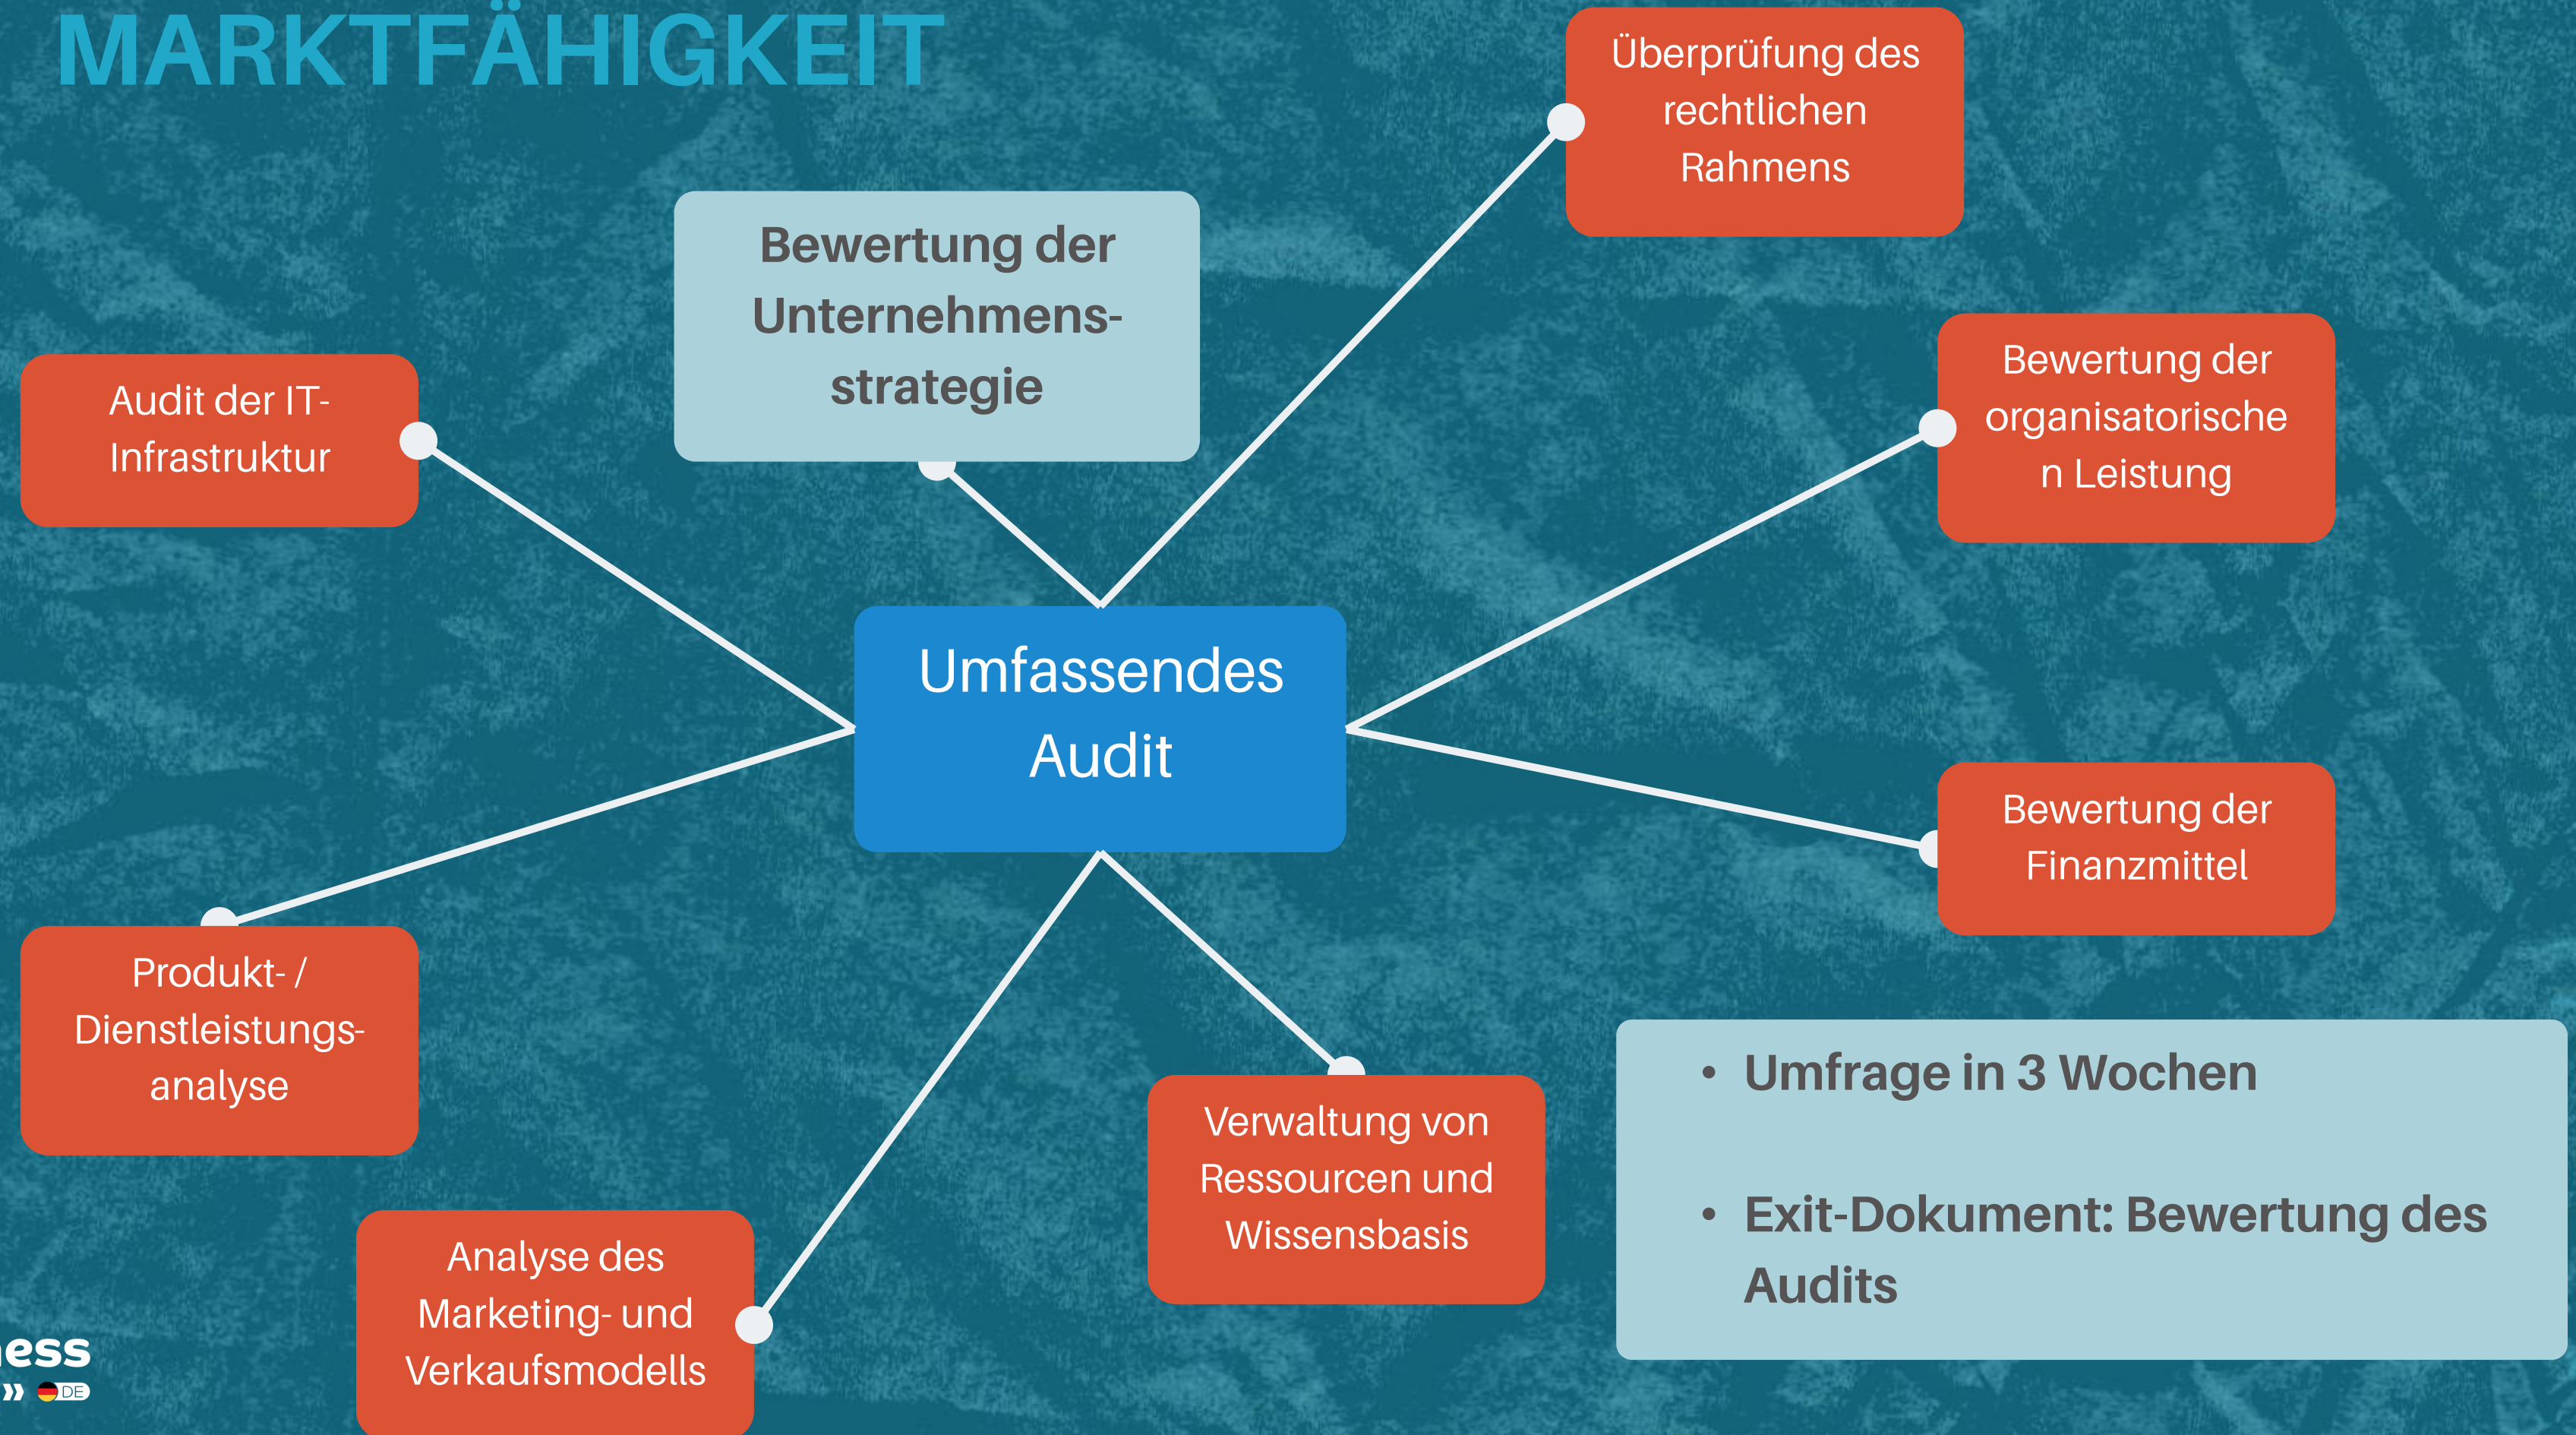 MARKTFÄHIGKEIT
Überprüfung des
rechtlichen
Rahmens
Bewertung der
Unternehmens-
strategie
Audit der IT-
Infrastruktur
Bewertung der
organisatorische
n Leistung
Umfassendes
Audit
Bewertung der
Finanzmittel
Produkt- /
Dienstleistungs-
analyse
Verwaltung von
Ressourcen und
Wissensbasis
Analyse des
Marketing- und
Verkaufsmodells
• Umfrage in 3 Wochen
• Exit-Dokument: Bewertung des
Audits
ess
DE